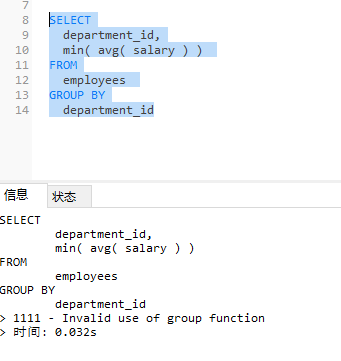 7
8 SELECT
9 department_id,
10 min( avg( salary ) )
11 FROM
12 employees
13 GROUP BY
14 department_id
信息 状态
SELECT
department_id,
min( avg( salary ) )
FROM
employees
GROUP BY
department_id
> 1111 - Invalid use of group function
> 时间: 0.032s